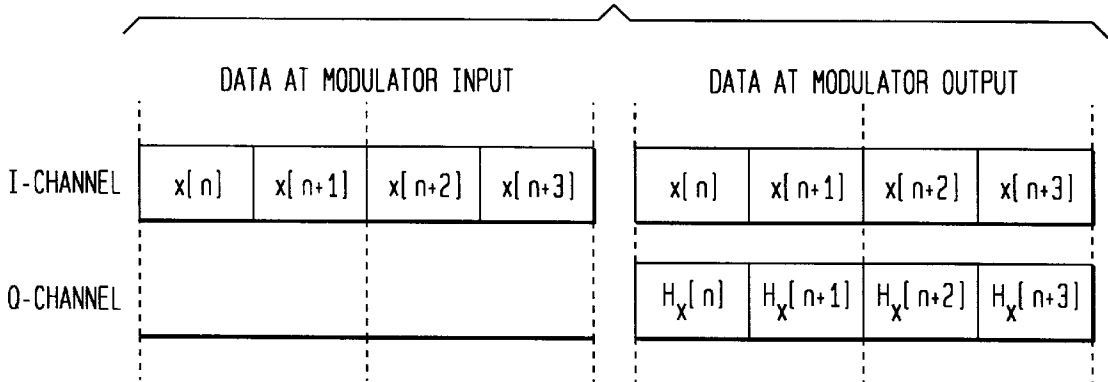 DATA AT MODULATOR INPUT DATA AT MODULATOR OUTPUT
I-CHANNEL x[n] x[n+1] x[n+2] x[n+3] x[n] x[n+1] x[n+2] x[n+3]
Q-CHANNEL Hx[n] Hx[n+1] Hx[n+2] Hx[n+3]